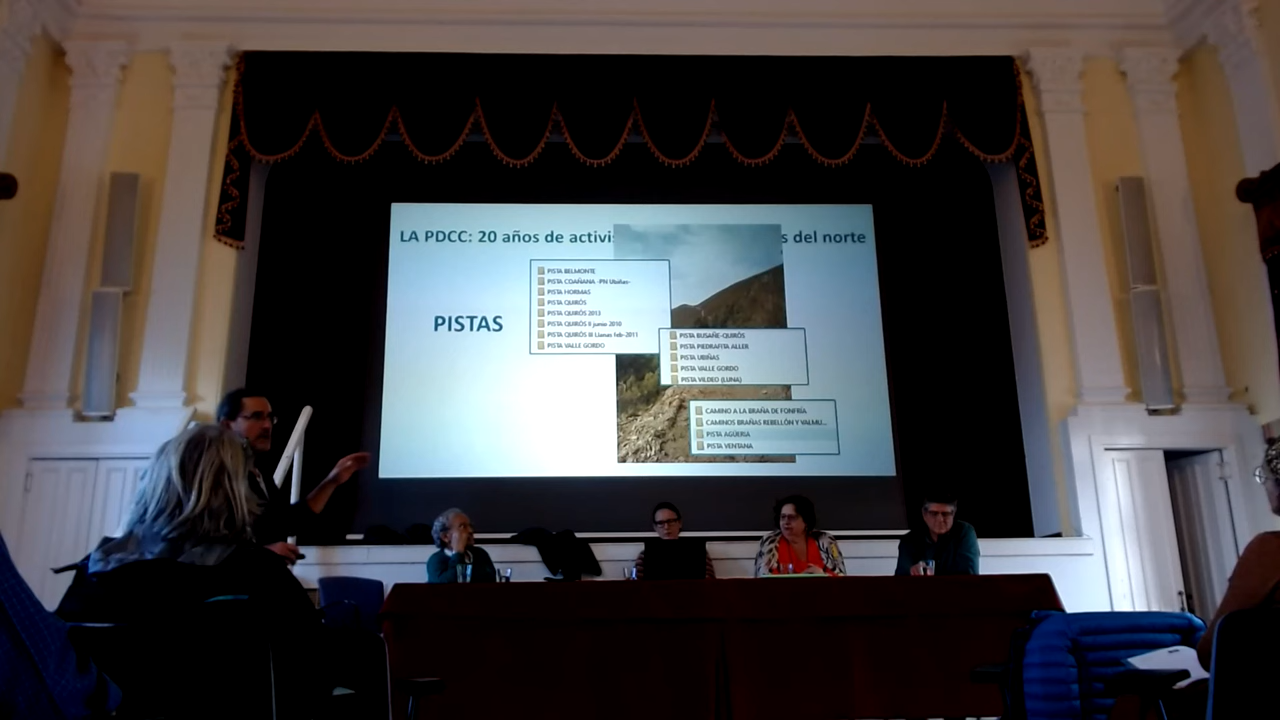 LA PDCC: 20 años de activi s del norte
PISTAS
PISTA BELMONTE
PISTA COAÑANA -PN Ubiñas-
PISTA HORMAS
PISTA QUIRÓS
PISTA QUIRÓS 2013
PISTA QUIRÓS II junio 2010
PISTA QUIRÓS III Llanas Feb-2011
PISTA VALLE GORDO
PISTA BUSAÑE-QUIRÓS
PISTA PIEDRAFITA ALLER
PISTA UBIÑAS
PISTA VALLE GORDO
PISTA VILDEO (LUNA)
CAMINO A LA BRAÑA DE FONFRÍA
CAMINOS BRAÑAS REBELLÓN Y VALMU...
PISTA AGÜERIA
PISTA VENTANA